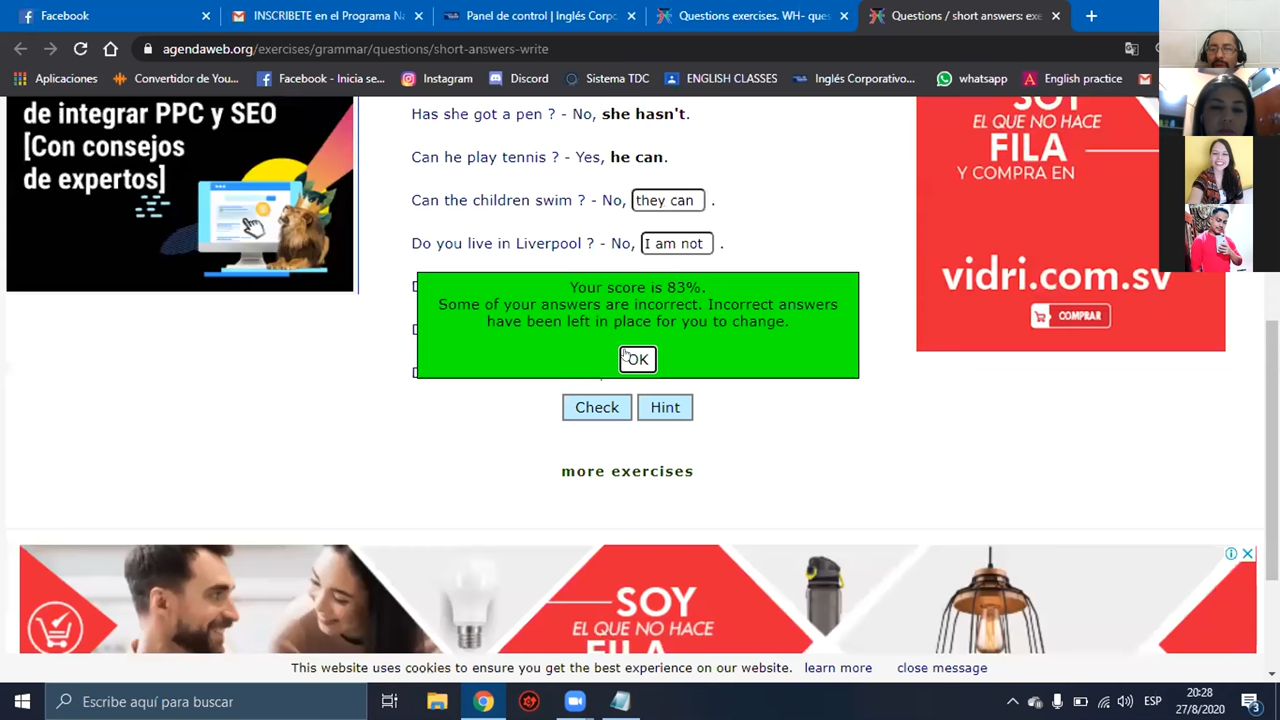 Facebook
INSCRIBETE en el Programa Na
Panel de control | Inglés Corpo
Questions exercises. WH- ques
Questions / short answers: exe
agendaweb.org/exercises/grammar/questions/short-answers-write
Aplicaciones
Convertidor de You...
Facebook - Inicia se...
Instagram
Discord
Sistema TDC
ENGLISH CLASSES
Inglés Corporativo...
whatsapp
English practice
de integrar PPC y SEO
[Con consejos
de expertos]
Has she got a pen ? - No, she hasn't.
Can he play tennis ? - Yes, he can.
Can the children swim ? - No, they can .
Do you live in Liverpool ? - No, I am not .
Your score is 83%.
Some of your answers are incorrect. Incorrect answers
have been left in place for you to change.
OK
Check
Hint
more exercises
SOY
EL QUE NO HACE
FILA
Y COMPRA EN
vidri.com.sv
COMPRAR
SOY
EL QUE NO HACE
FILA
This website uses cookies to ensure you get the best experience on our website.
learn more
close message
Escribe aquí para buscar
ESP
20:28
27/8/2020
3